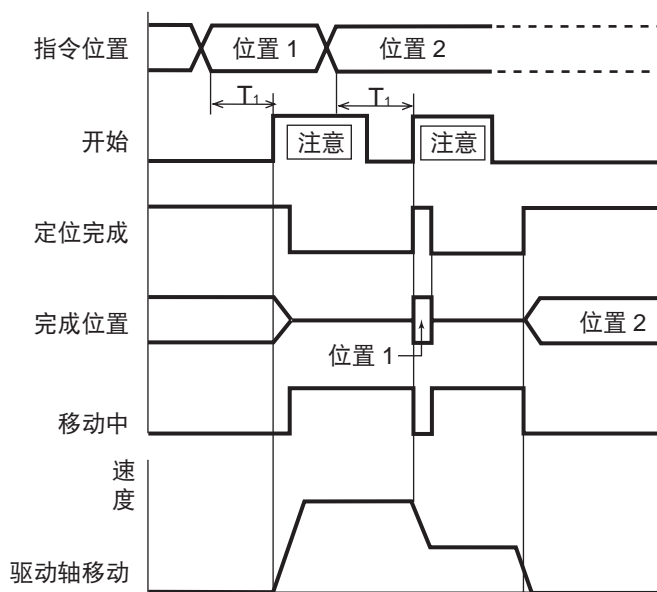 指令位置
位置 1
位置 2
T₁
T₁
开始
注意
注意
定位完成
完成位置
位置 1
位置 2
移动中
速度
驱动轴移动